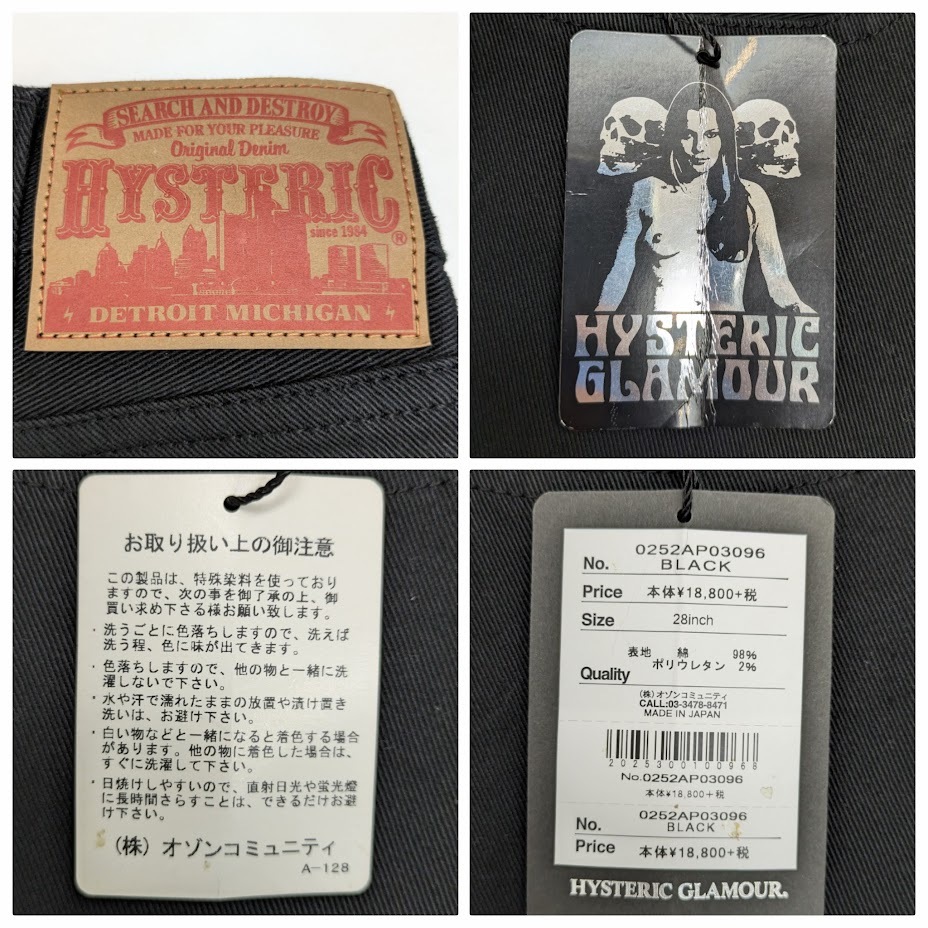 SEARCH AND DESTROY
MADE FOR YOUR PLEASURE
Original Denim
HYSTERIC
since 1984
®
DETROIT MICHIGAN
HYSTERIC
GLAMOUR
お取り扱い上の御注意
この製品は、特殊染料を使っており
ますので、次の事を御了承の上、御
買い求め下さる様お願い致します。
・洗うごとに色落ちしますので、洗えば
洗う程、色に味が出てきます。
・色落ちしますので、他の物と一緒に洗
濯しないで下さい。
・水や汗で濡れたままの放置や漬け置き
洗いは、お避け下さい。
・白い物などと一緒になると着色する場合
があります。他の物に着色した場合は、
すぐに洗濯して下さい。
・日焼けしやすいので、直射日光や蛍光燈
に長時間さらすことは、できるだけお避
け下さい。
(株) オゾンコミュニティ
A-128
No. 0252AP03096
BLACK
Price 本体¥18,800+税
Size 28inch
表地 綿 98%
ポリウレタン 2%
Quality
(株)オゾンコミュニティ
CALL:03-3478-8471
MADE IN JAPAN
2025300100968
No.0252AP03096
本体¥18,800+税
No. 0252AP03096
BLACK
Price 本体¥18,800+税
HYSTERIC GLAMOUR.